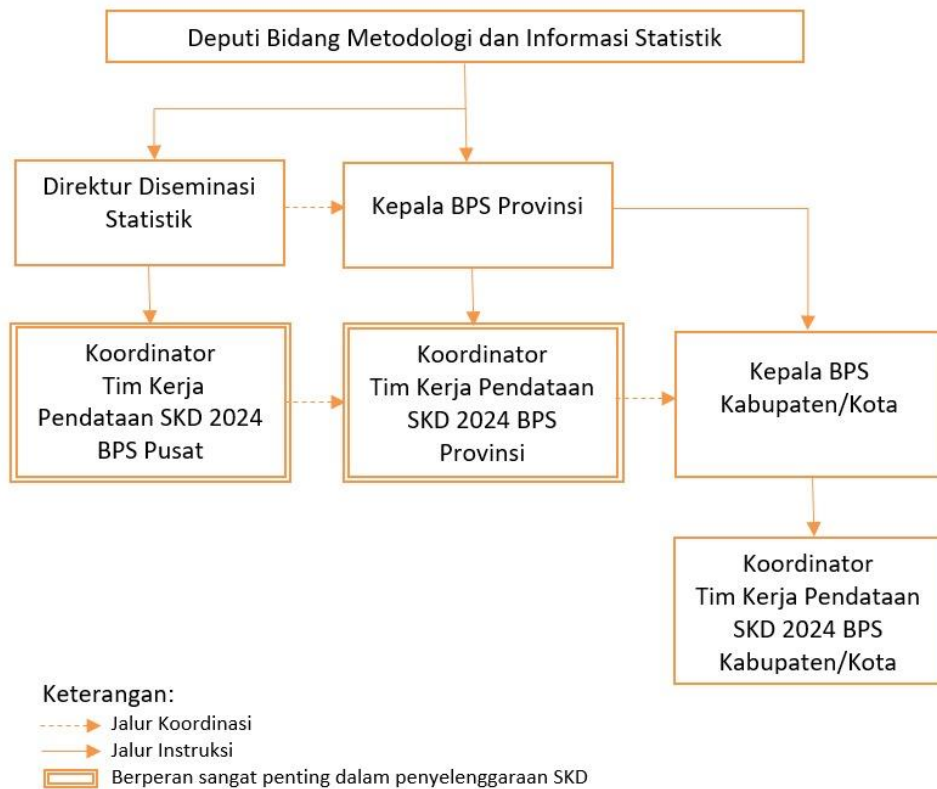 Deputi Bidang Metodologi dan Informasi Statistik
Direktur Diseminasi
Statistik
Kepala BPS Provinsi
Koordinator
Tim Kerja
Pendataan SKD 2024
BPS Pusat
Koordinator
Tim Kerja Pendataan
SKD 2024 BPS
Provinsi
Kepala BPS
Kabupaten/Kota
Koordinator
Tim Kerja Pendataan
SKD 2024 BPS
Kabupaten/Kota
Keterangan:
Jalur Koordinasi
Jalur Instruksi
Berperan sangat penting dalam penyelenggaraan SKD